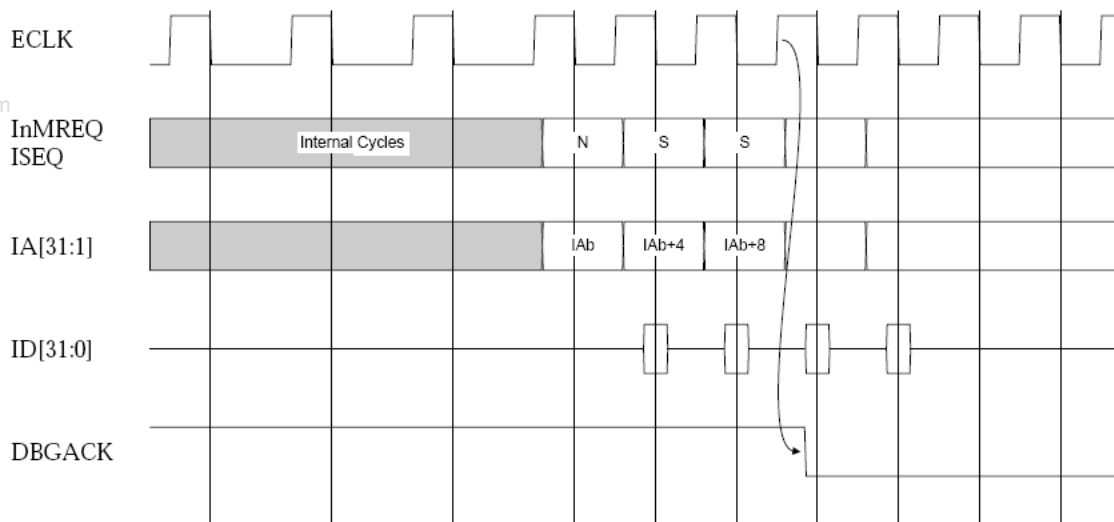 ECLK
m
InMREQ
ISEQ
Internal Cycles
N
S
S
IA[31:1]
IAb
IAb+4
IAb+8
ID[31:0]
DBGACK